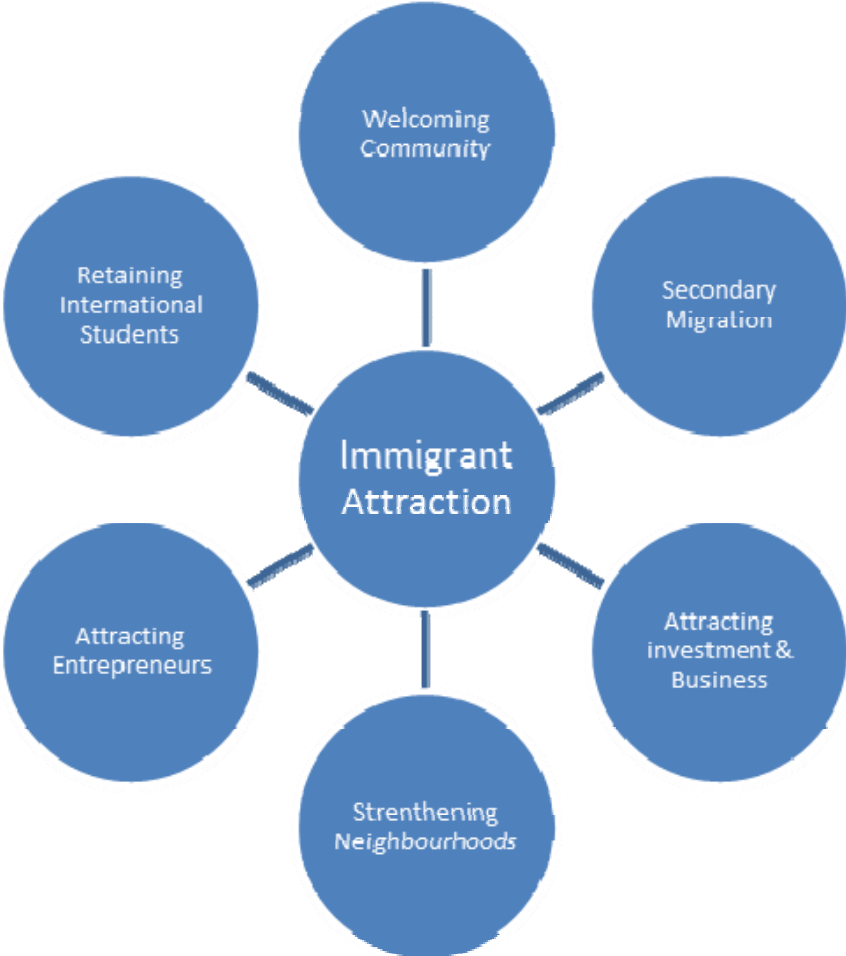 Welcoming
Community
Retaining
International
Students
Secondary
Migration
Immigrant
Attraction
Attracting
Entrepreneurs
Attracting
investment &
Business
Strenthening
Neighbourhoods